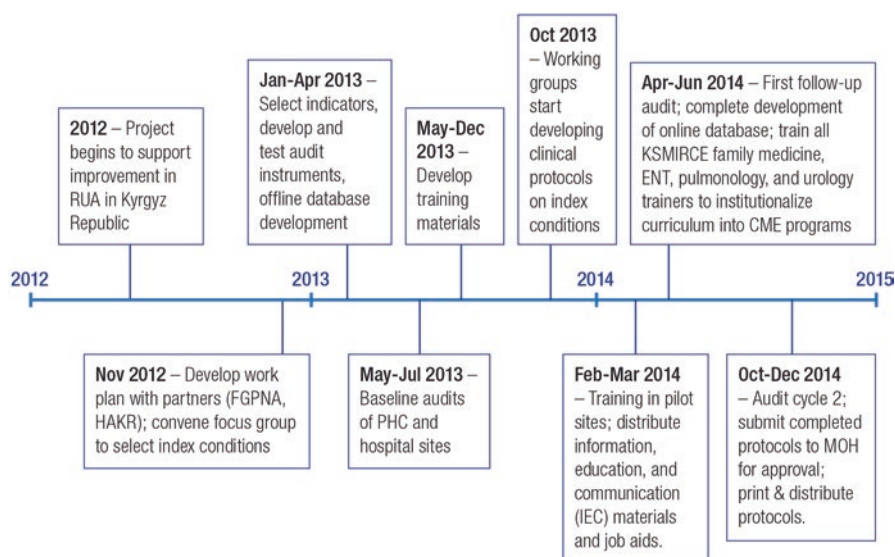 2012 – Project
begins to support
improvement in
RUA in Kyrgyz
Republic
Jan-Apr 2013 –
Select indicators,
develop and
test audit
instruments,
offline database
development
May-Dec
2013 –
Develop
training
materials
Oct 2013
– Working
groups
start
developing
clinical
protocols
on index
conditions
Apr-Jun 2014 – First follow-up
audit; complete development
of online database; train all
KSMIRCE family medicine,
ENT, pulmonology, and urology
trainers to institutionalize
curriculum into CME programs
2012
2013
2014
2015
Nov 2012 – Develop work
plan with partners (FGPNA,
HAKR); convene focus group
to select index conditions
May-Jul 2013 –
Baseline audits
of PHC and
hospital sites
Feb-Mar 2014
– Training in pilot
sites; distribute
information,
education, and
communication
(IEC) materials
and job aids.
Oct-Dec 2014
– Audit cycle 2;
submit completed
protocols to MOH
for approval;
print & distribute
protocols.